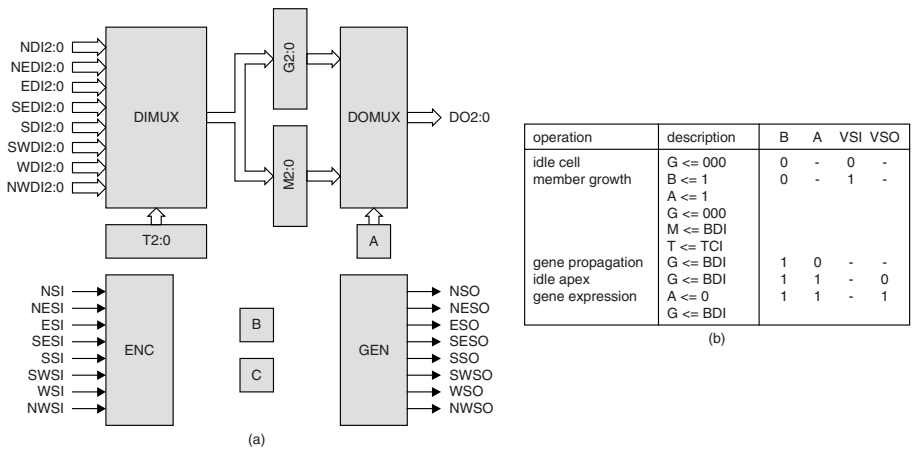 NDI2:0
NEDI2:0
EDI2:0
SEDI2:0
SDI2:0
SWDI2:0
WDI2:0
NWDI2:0
DIMUX
T2:0
G2:0
M2:0
DOMUX
A
DO2:0
NSI
NESI
ESI
SESI
SSI
SWSI
WSI
NWSI
ENC
B
C
GEN
NSO
NESO
ESO
SESO
SSO
SWSO
WSO
NWSO
(a)
operation description B A VSI VSO
idle cell G <= 000 0 - 0 -
member growth B <= 1 0 - 1 -
A <= 1
G <= 000
M <= BDI
T <= TCI
gene propagation G <= BDI 1 0 - -
idle apex G <= BDI 1 1 - 0
gene expression A <= 0 1 1 - 1
G <= BDI
(b)